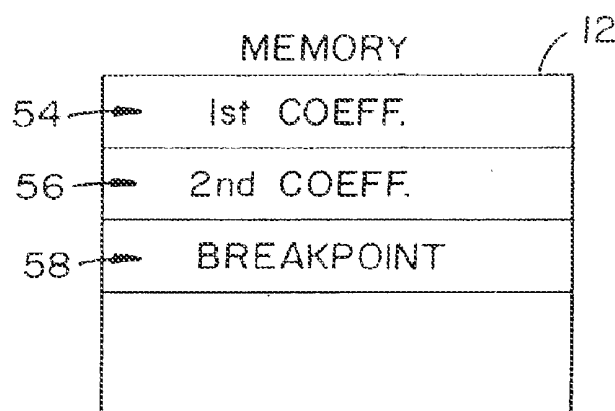 MEMORY
12
54 1st COEFF.
56 2nd COEFF.
58 BREAKPOINT